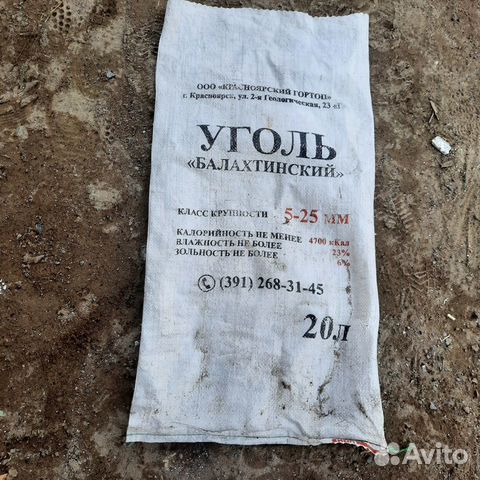 ООО «КРАСНОЯРСКИЙ ГОРТОП»
г. Красноярск, ул. 2-я Геологическая, 23 «Г
УГОЛЬ
«БАЛАХТИНСКИЙ»
КЛАСС КРУПНОСТИ 5-25 мм
КАЛОРИЙНОСТЬ НЕ МЕНЕЕ 4700 кКал
ВЛАЖНОСТЬ НЕ БОЛЕЕ 23%
ЗОЛЬНОСТЬ НЕ БОЛЕЕ 6%
(391) 268-31-45
20л
Avito